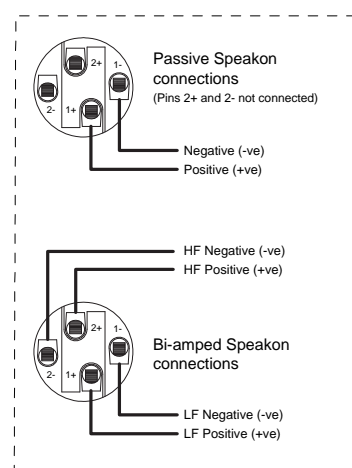 Passive Speakon
connections
(Pins 2+ and 2- not connected)
2+ 1-
2- 1+
Negative (-ve)
Positive (+ve)
HF Negative (-ve)
HF Positive (+ve)
2+ 1-
2- 1+
Bi-amped Speakon
connections
LF Negative (-ve)
LF Positive (+ve)